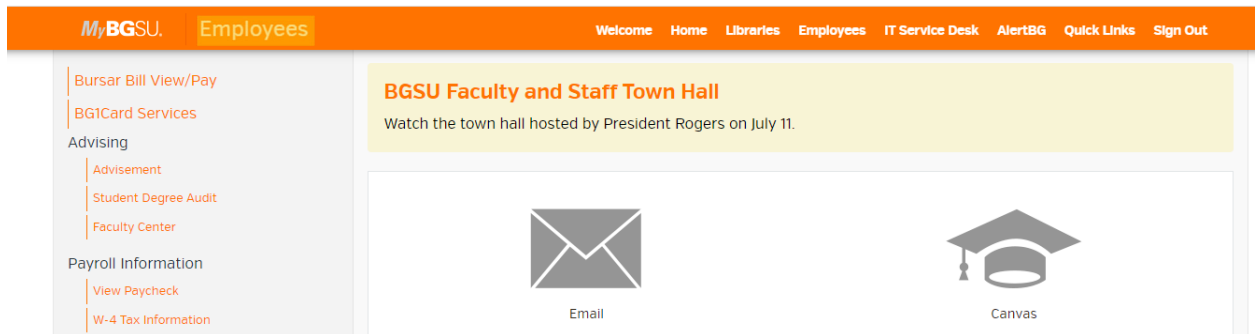 MyBGSU. Employees
Welcome Home Libraries Employees IT Service Desk AlertBG Quick Links Sign Out
Bursar Bill View/Pay
BG1Card Services
Advising
Advisement
Student Degree Audit
Faculty Center
Payroll Information
View Paycheck
W-4 Tax Information
BGSU Faculty and Staff Town Hall
Watch the town hall hosted by President Rogers on July 11.
Email
Canvas